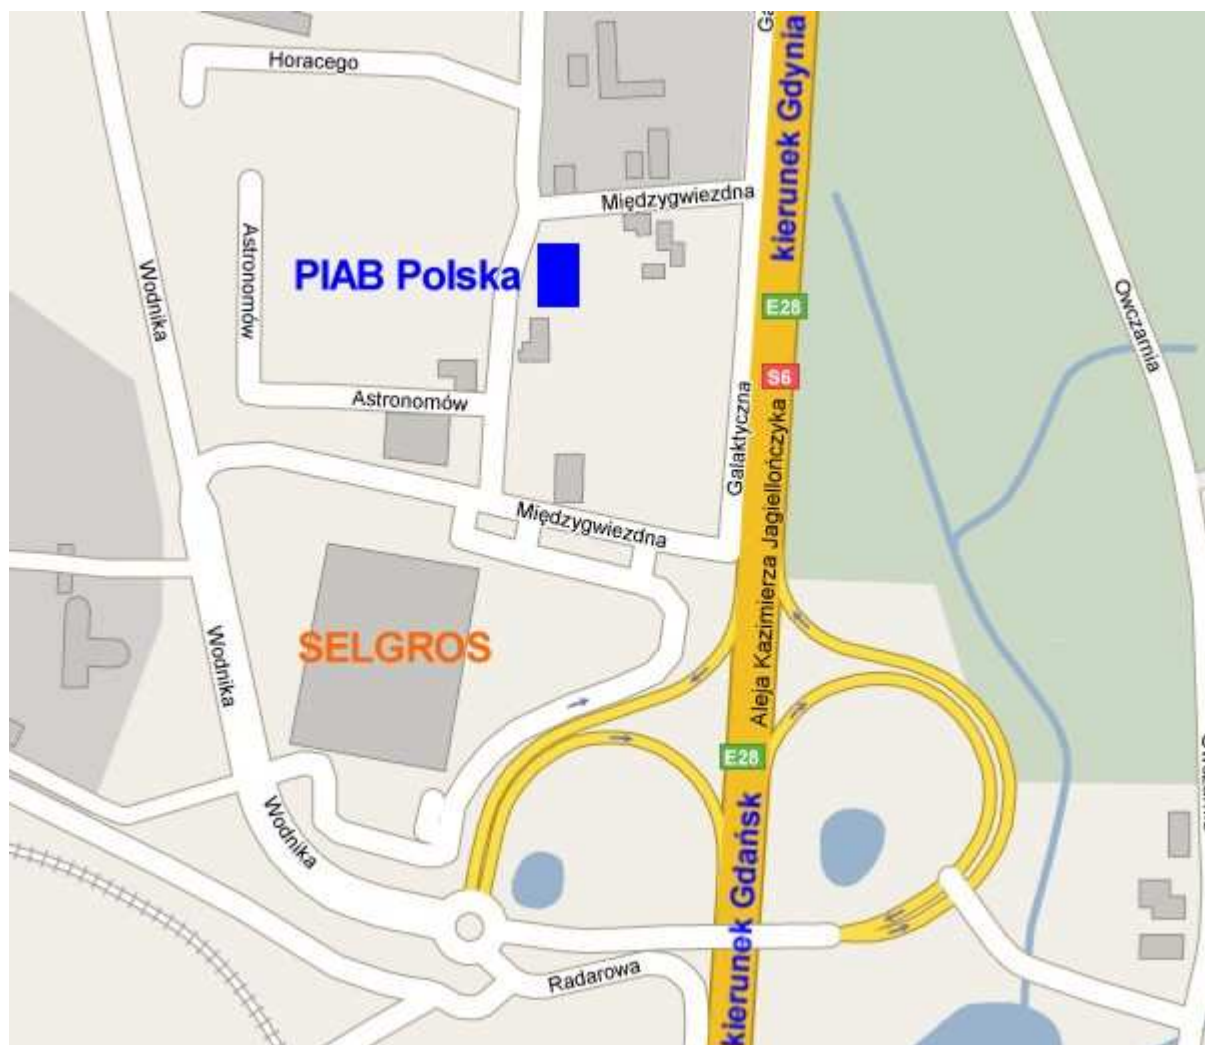 Ga
kierunek Gdynia
Horacego
Międzygwiezdna
Astronomów
Wodnika
PIAB Polska
E28
Owczarnia
S6
Galaktyczna
Astronomów
Aleja Kazimierza Jagiellończyka
Międzygwiezdna
SELGROS
Wodnika
E28
Wodnika
kierunek Gdańsk
Radarowa